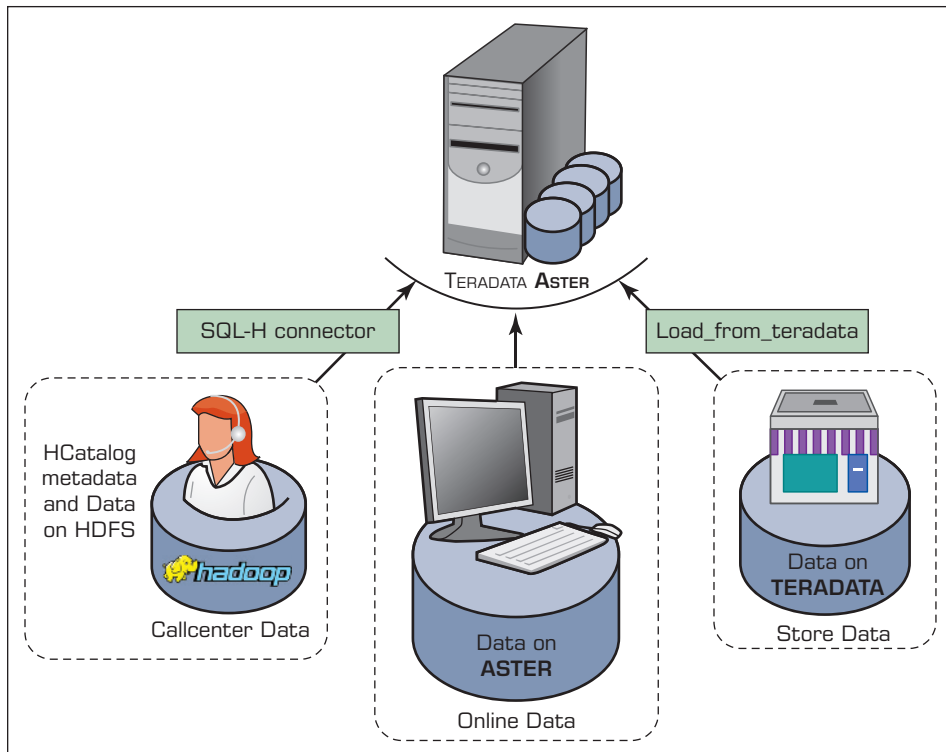 TERADATA ASTER
SQL-H connector
Load_from_teradata
HCatalog
metadata
and Data
on HDFS
hadoop
Callcenter Data
Data on
ASTER
Online Data
Data on
TERADATA
Store Data